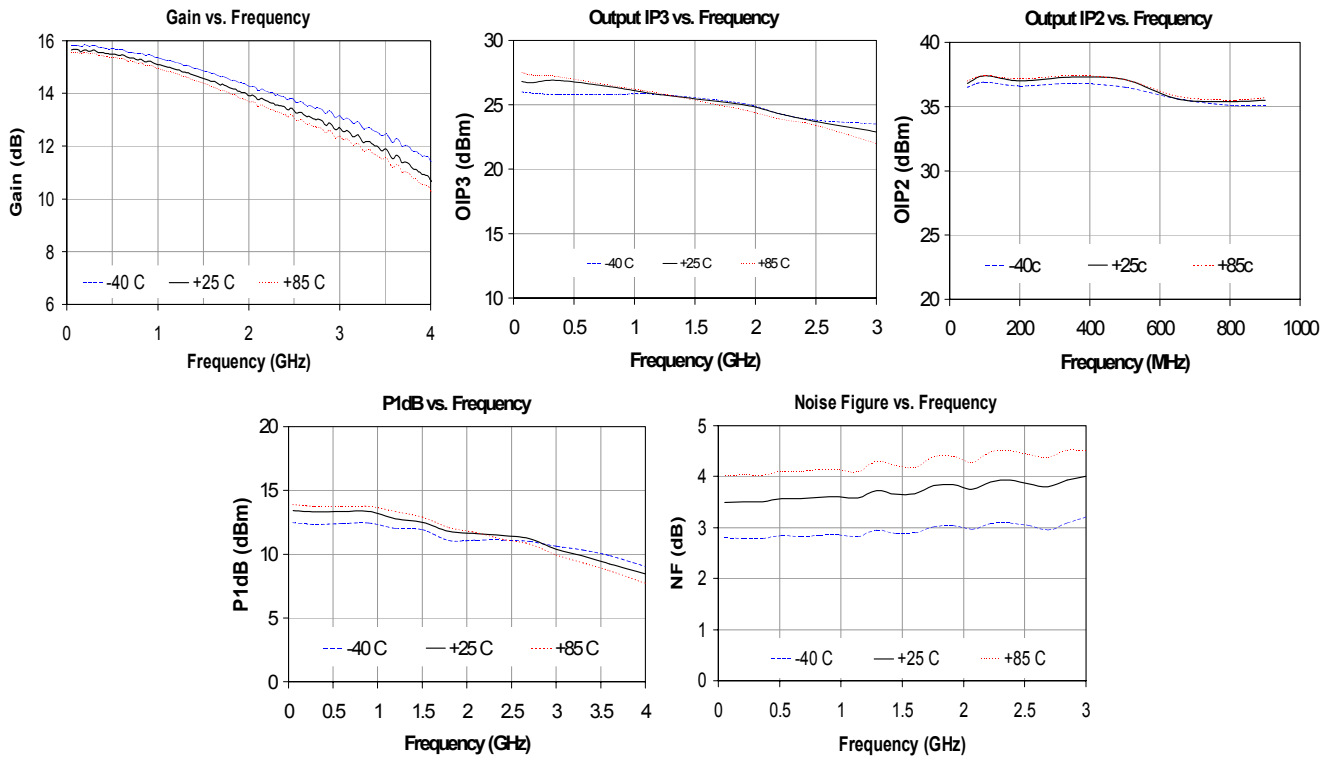 Gain vs. Frequency
16
14
12
10
8
6
Gain (dB)
-40 C +25 C +85 C
0 1 2 3 4
Frequency (GHz)
Output IP3 vs. Frequency
30
25
20
15
10
OIP3 (dBm)
-40 C +25 C +85 C
0 0.5 1 1.5 2 2.5 3
Frequency (GHz)
Output IP2 vs. Frequency
40
35
30
25
20
OIP2 (dBm)
-40c +25c +85c
0 200 400 600 800 1000
Frequency (MHz)
P1dB vs. Frequency
20
15
10
5
0
P1dB (dBm)
-40 C +25 C +85 C
0 0.5 1 1.5 2 2.5 3 3.5 4
Frequency (GHz)
Noise Figure vs. Frequency
5
4
3
2
1
0
NF (dB)
-40 C +25 C +85 C
0 0.5 1 1.5 2 2.5 3
Frequency (GHz)